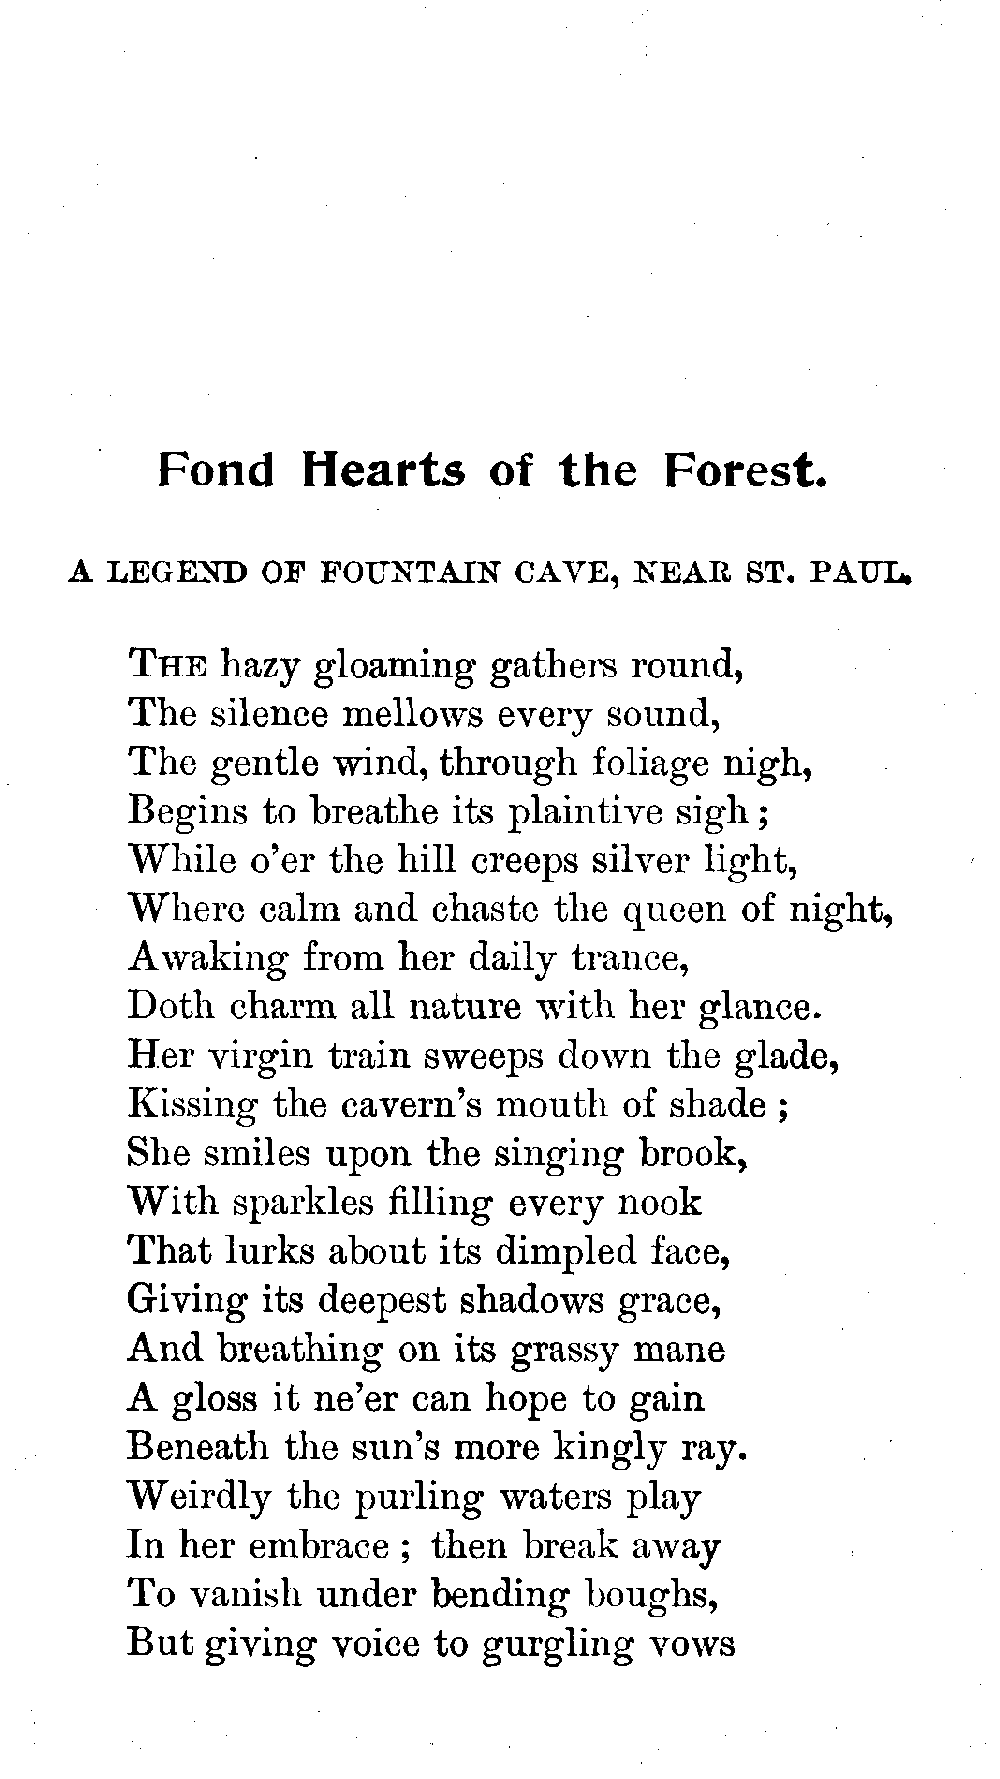 Fond Hearts of the Forest.
A LEGEND OF FOUNTAIN CAVE, NEAR ST. PAUL.
THE hazy gloaming gathers round,
The silence mellows every sound,
The gentle wind, through foliage nigh,
Begins to breathe its plaintive sigh;
While o'er the hill creeps silver light,
Where calm and chaste the queen of night,
Awaking from her daily trance,
Doth charm all nature with her glance.
Her virgin train sweeps down the glade,
Kissing the cavern's mouth of shade;
She smiles upon the singing brook,
With sparkles filling every nook
That lurks about its dimpled face,
Giving its deepest shadows grace,
And breathing on its grassy mane
A gloss it ne'er can hope to gain
Beneath the sun's more kingly ray.
Weirdly the purling waters play
In her embrace; then break away
To vanish under bending boughs,
But giving voice to gurgling vows